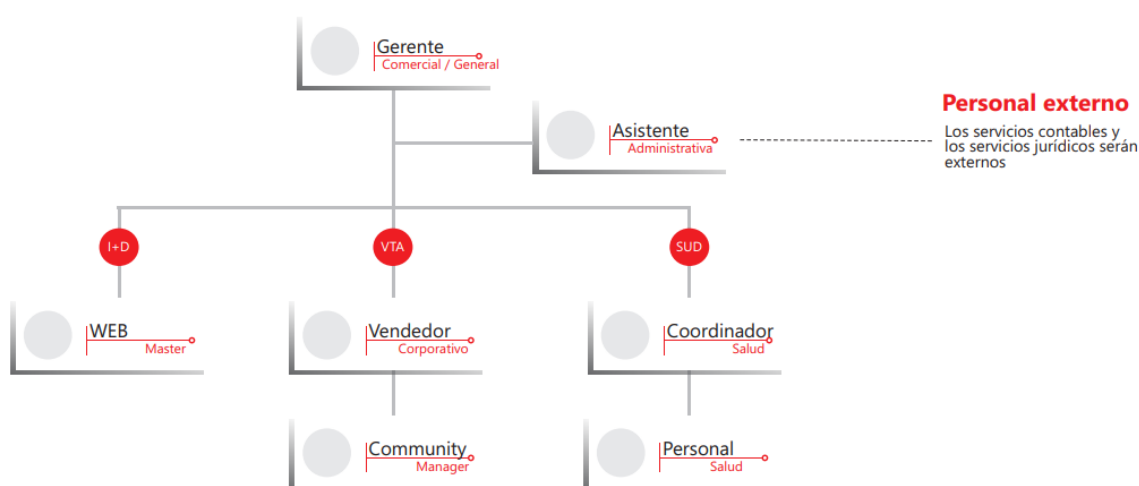 Gerente
Comercial / General
Asistente
Administrativa
Personal externo
Los servicios contables y
los servicios jurídicos serán
externos
I+D
VTA
SUD
WEB
Master
Vendedor
Corporativo
Coordinador
Salud
Community
Manager
Personal
Salud